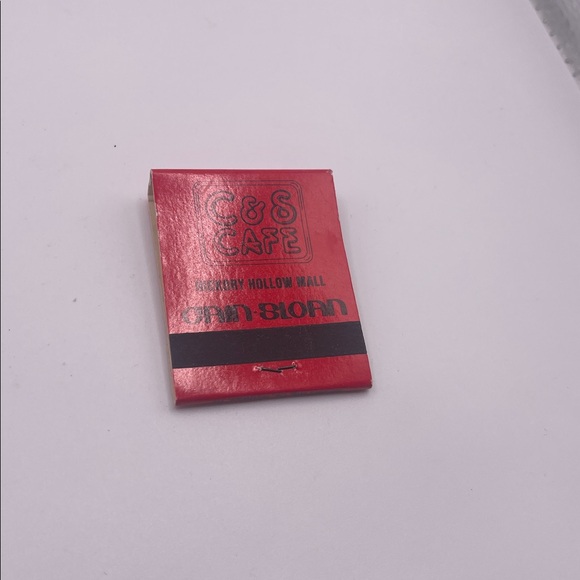 C & S
CAFE
HICKORY HOLLOW MALL
CAIN-SLOAN